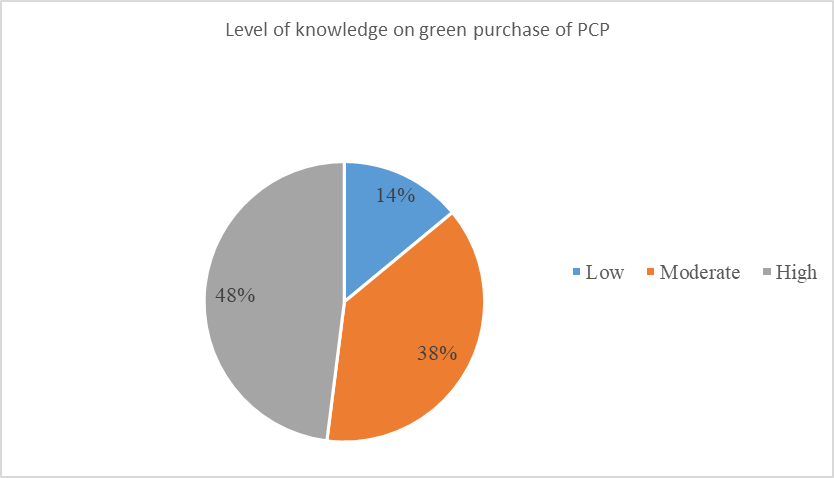 Level of knowledge on green purchase of PCP
14%
48%
38%
Low Moderate High